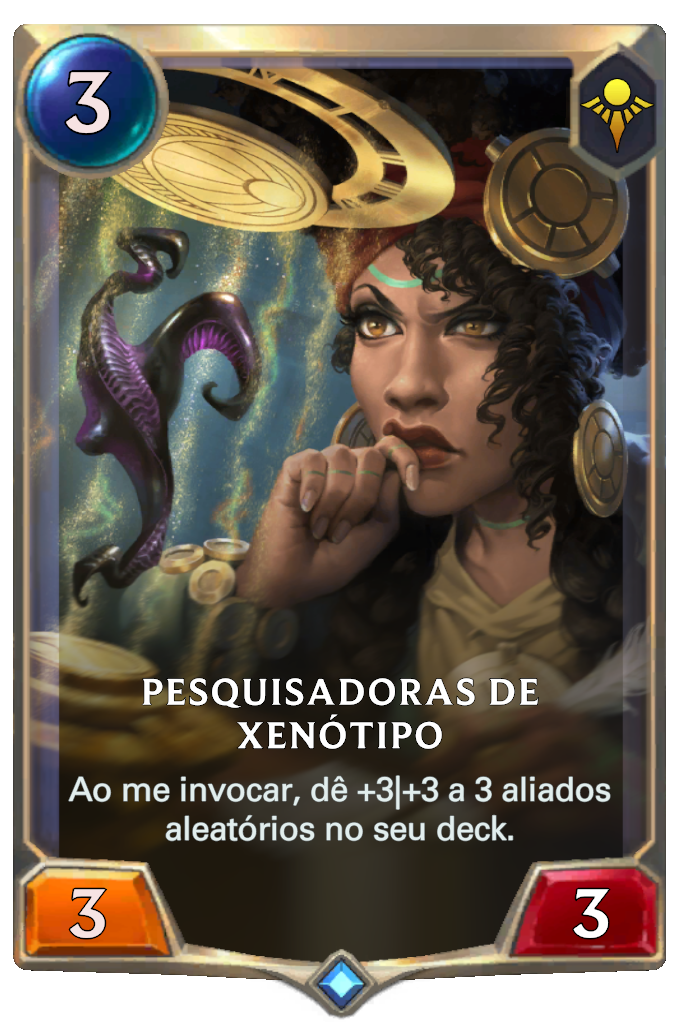 3
PESQUISADORAS DE
XENÓTIPO
Ao me invocar, dê +3|+3 a 3 aliados
aleatórios no seu deck.
3
3